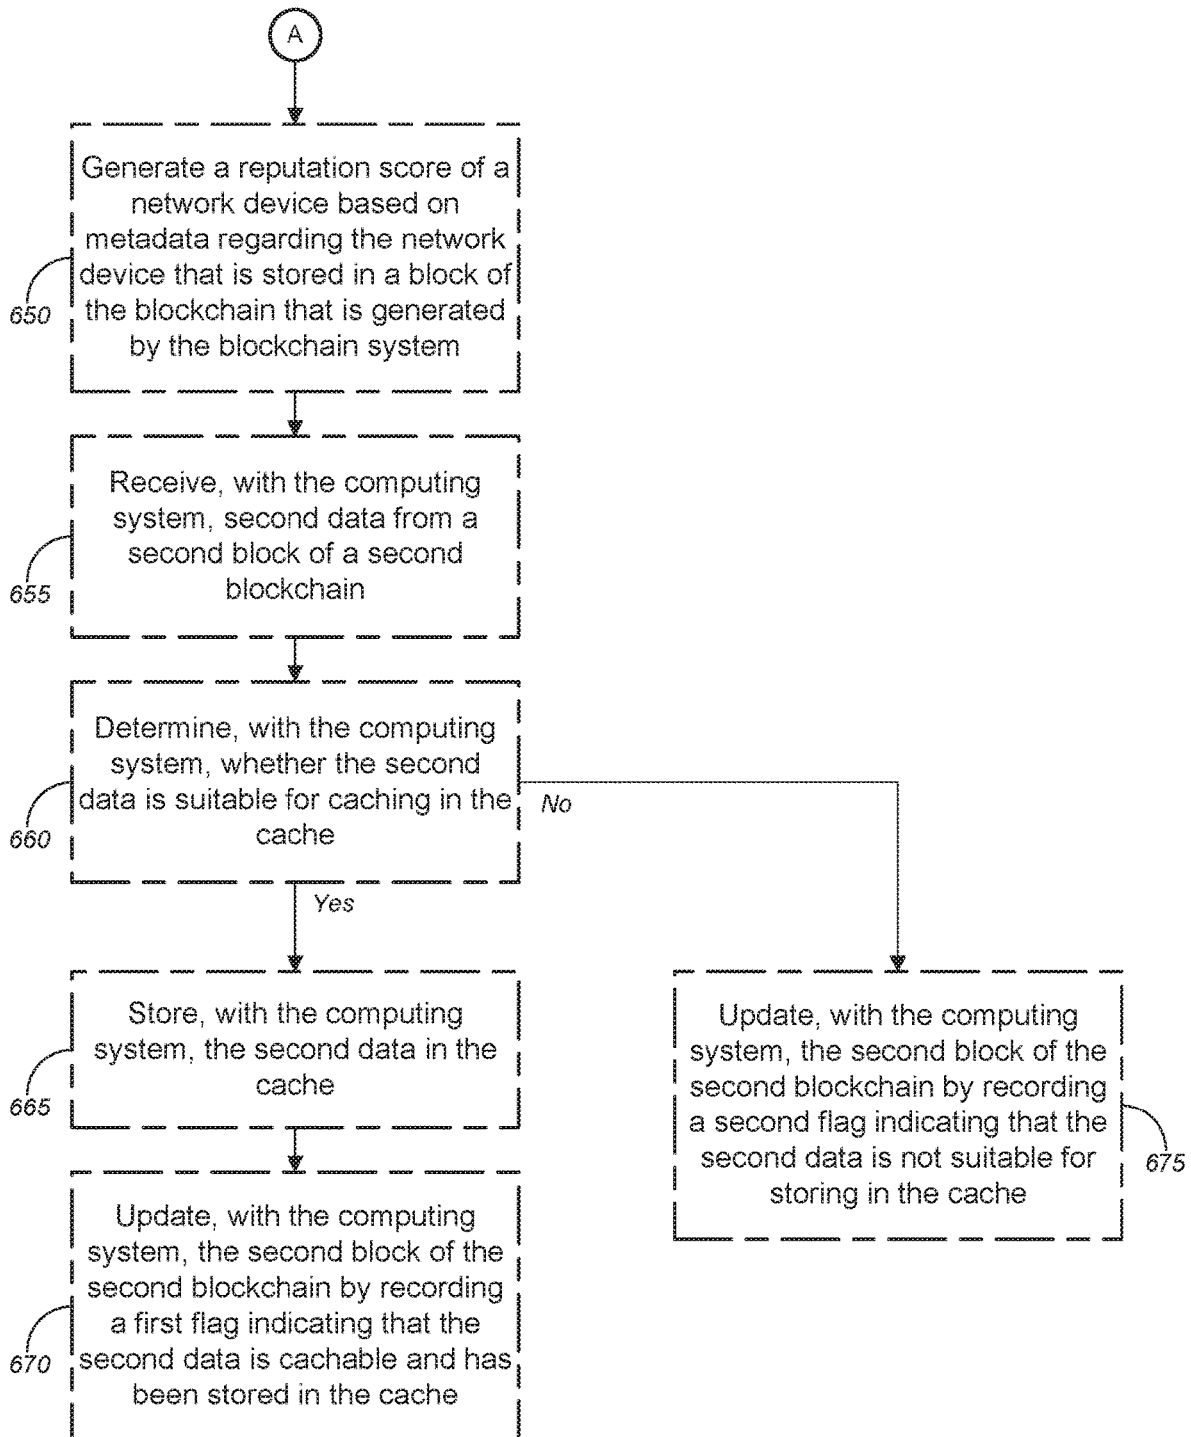 A
Generate a reputation score of a
network device based on
metadata regarding the network
device that is stored in a block of
the blockchain that is generated
by the blockchain system
650
Receive, with the computing
system, second data from a
second block of a second
blockchain
655
Determine, with the computing
system, whether the second
data is suitable for caching in the
cache
660
No
Yes
Store, with the computing
system, the second data in the
cache
665
Update, with the computing
system, the second block of the
second blockchain by recording
a first flag indicating that the
second data is cachable and has
been stored in the cache
670
Update, with the computing
system, the second block of the
second blockchain by recording
a second flag indicating that the
second data is not suitable for
storing in the cache
675